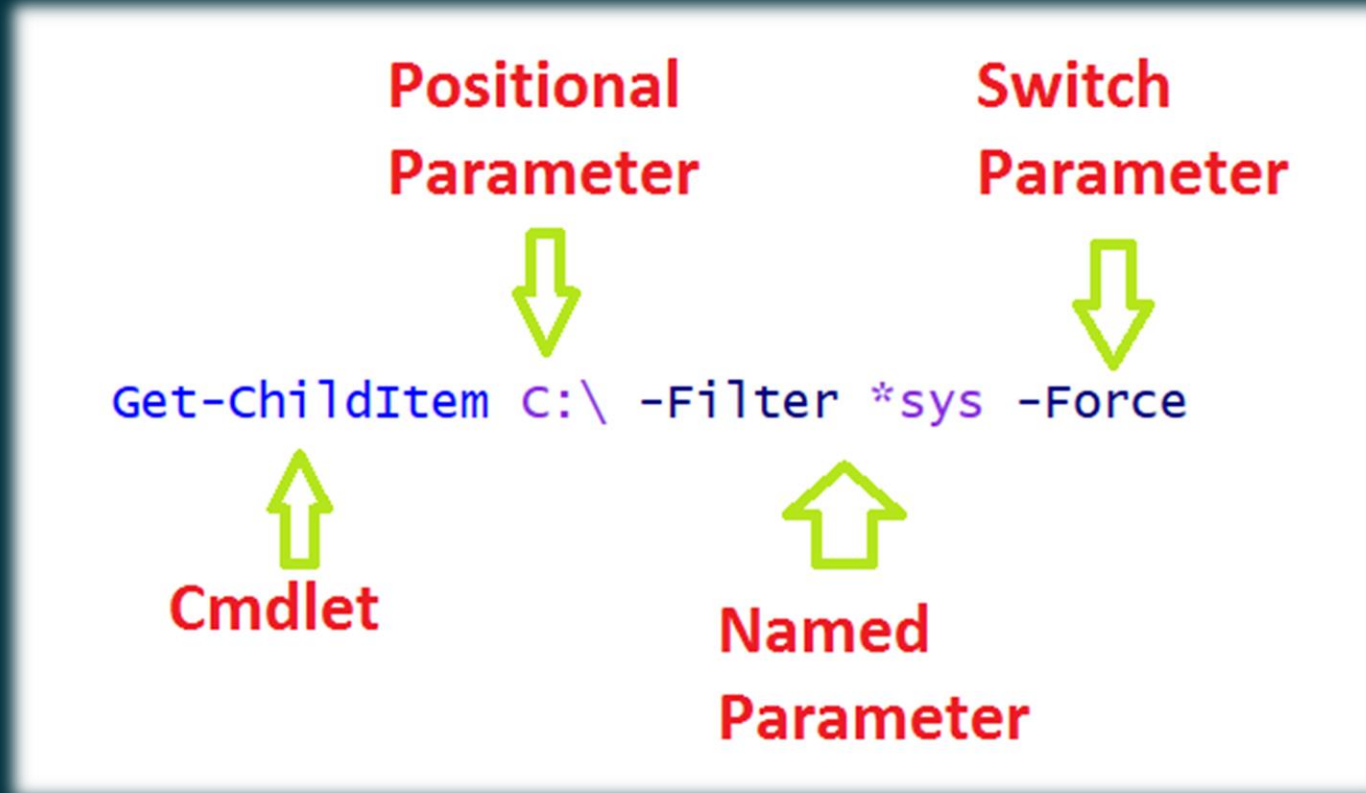 Positional
Parameter
Switch
Parameter
Get-ChildItem C:\ -Filter *sys -Force
Cmdlet
Named
Parameter